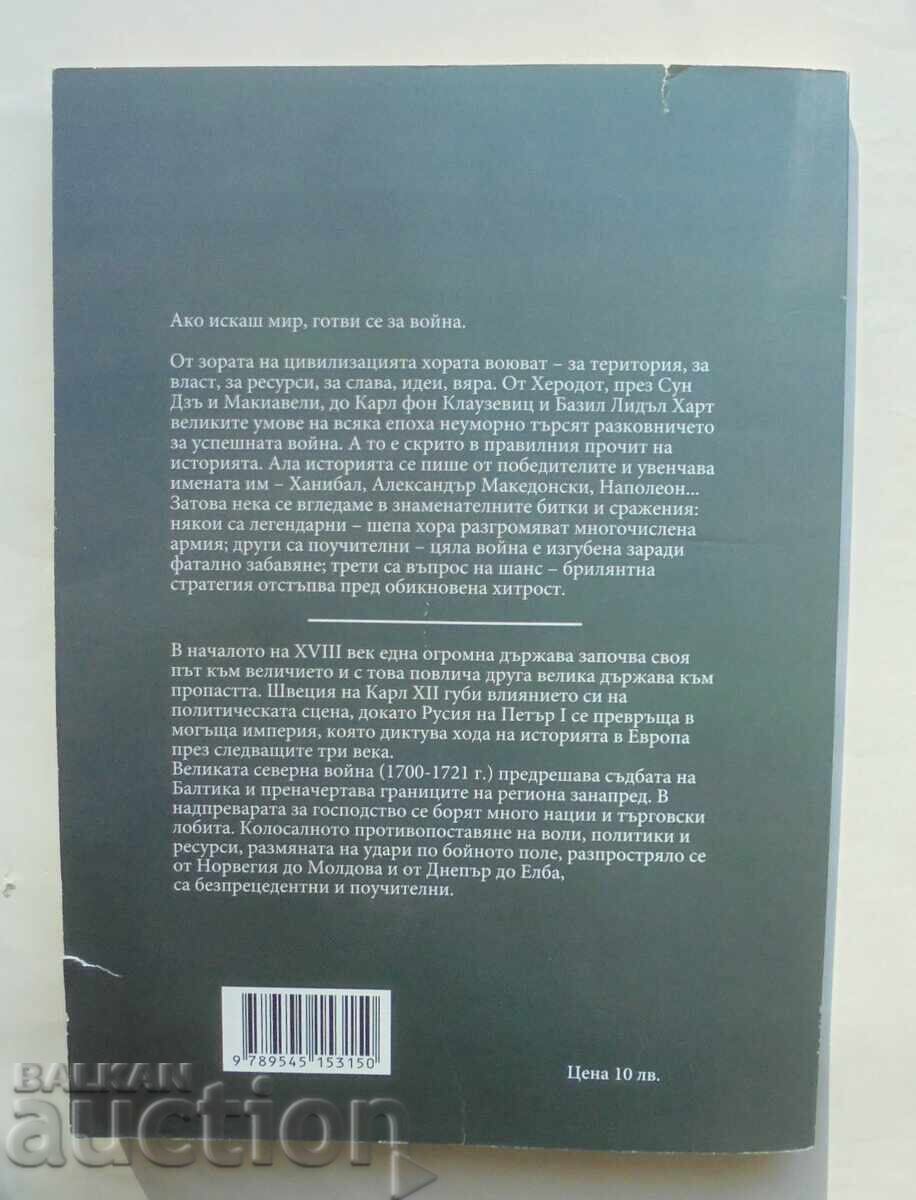 Ако искаш мир, готви се за война.
От зората на цивилизацията хората воюват – за територия, за
власт, за ресурси, за слава, идеи, вяра. От Херодот, през Сун
Дзъ и Макиавели, до Карл фон Клаузевиц и Базил Лидъл Харт
великите умове на всяка епоха неуморно търсят разковничето
за успешната война. А то е скрито в правилния прочит на
историята. Ала историята се пише от победителите и увенчава
имената им – Ханибал, Александър Македонски, Наполеон...
Затова нека се вгледаме в знаменателните битки и сражения:
някои са легендарни – шепа хора разгромяват многочислена
армия; други са поучителни – цяла война е изгубена заради
фатално забавяне; трети са въпрос на шанс – брилянтна
стратегия отстъпва пред обикновена хитрост.
В началото на XVIII век една огромна държава започва своя
път към величието и с това повлича друга велика държава към
пропастта. Швеция на Карл XII губи влиянието си на
политическата сцена, докато Русия на Петър I се превръща в
могъща империя, която диктува хода на историята в Европа
през следващите три века.
Великата северна война (1700-1721 г.) предрешава съдбата на
Балтика и преначертава границите на региона занапред. В
надпреварата за господство се борят много нации и търговски
лобита. Колосалното противопоставяне на воли, политики и
ресурси, размяната на удари по бойното поле, разпростряло се
от Норвегия до Молдова и от Днепър до Елба,
са безпрецедентни и поучителни.
9 789545 153150
Цена 10 лв.
BALKAN
auction